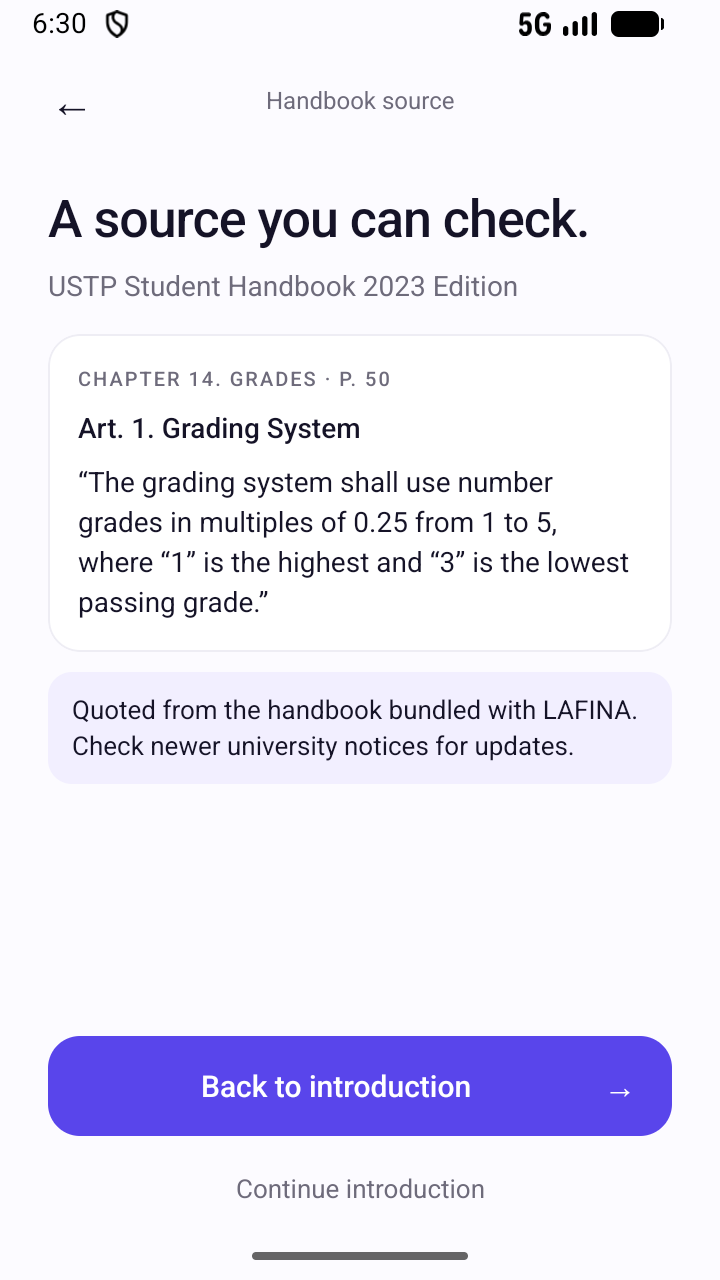 6:30
5G
←
Handbook source
A source you can check.
USTP Student Handbook 2023 Edition
CHAPTER 14. GRADES · P. 50
Art. 1. Grading System
“The grading system shall use number
grades in multiples of 0.25 from 1 to 5,
where “1” is the highest and “3” is the lowest
passing grade.”
Quoted from the handbook bundled with LAFINA.
Check newer university notices for updates.
Back to introduction →
Continue introduction